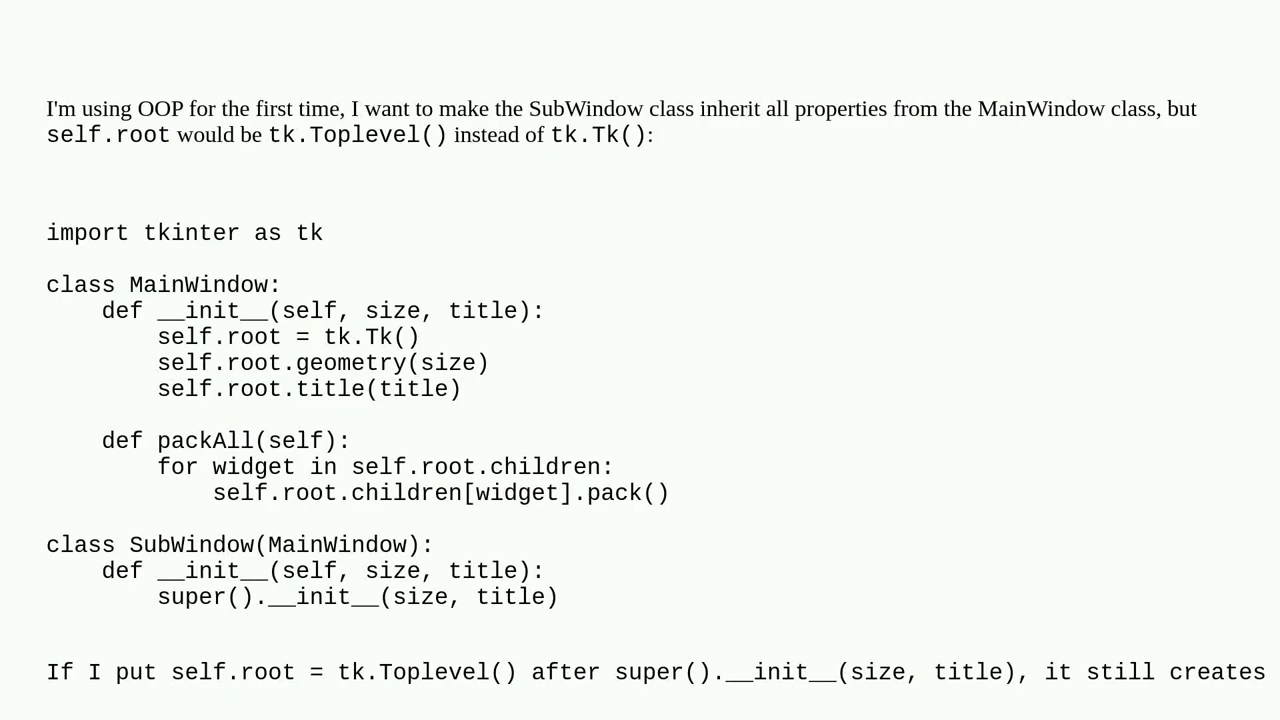 I'm using OOP for the first time, I want to make the SubWindow class inherit all properties from the MainWindow class, but
self.root would be tk.Toplevel() instead of tk.Tk():
import tkinter as tk
class MainWindow:
    def __init__(self, size, title):
        self.root = tk.Tk()
        self.root.geometry(size)
        self.root.title(title)
    def packAll(self):
        for widget in self.root.children:
            self.root.children[widget].pack()
class SubWindow(MainWindow):
    def __init__(self, size, title):
        super().__init__(size, title)
If I put self.root = tk.Toplevel() after super().__init__(size, title), it still creates